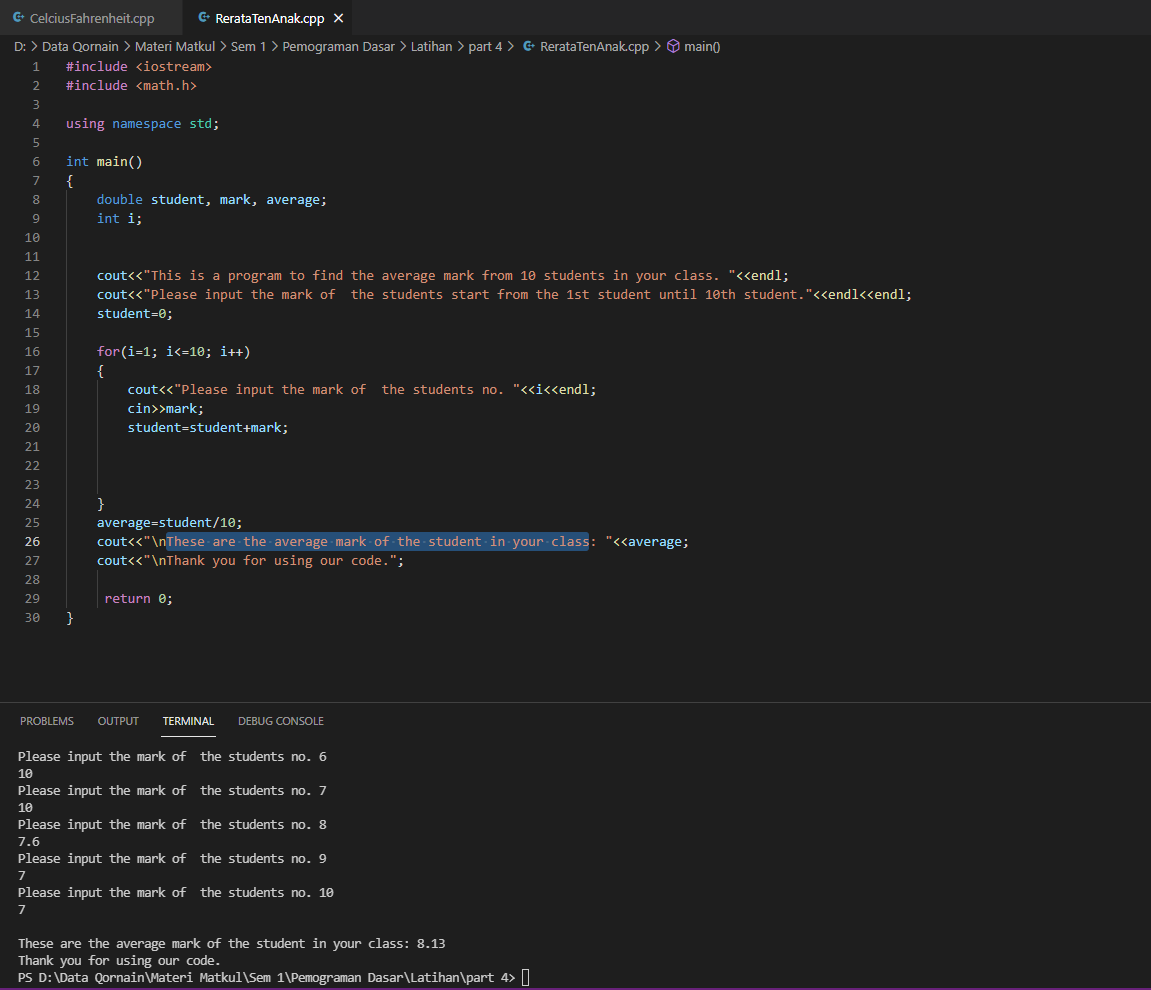 CelciusFahrenheit.cpp RerataTenAnak.cpp
D: > Data Qornain > Materi Matkul > Sem 1 > Pemograman Dasar > Latihan > part 4 > RerataTenAnak.cpp > main()
1 #include <iostream>
2 #include <math.h>
3
4 using namespace std;
5
6 int main()
7 {
8     double student, mark, average;
9     int i;
10
11
12     cout<<"This is a program to find the average mark from 10 students in your class. "<<endl;
13     cout<<"Please input the mark of  the students start from the 1st student until 10th student."<<endl<<endl;
14     student=0;
15
16     for(i=1; i<=10; i++)
17     {
18         cout<<"Please input the mark of  the students no. "<<i<<endl;
19         cin>>mark;
20         student=student+mark;
21
22
23
24     }
25     average=student/10;
26     cout<<"\nThese are the average mark of the student in your class: "<<average;
27     cout<<"\nThank you for using our code.";
28
29      return 0;
30 }
PROBLEMS OUTPUT TERMINAL DEBUG CONSOLE
Please input the mark of  the students no. 6
10
Please input the mark of  the students no. 7
10
Please input the mark of  the students no. 8
7.6
Please input the mark of  the students no. 9
7
Please input the mark of  the students no. 10
7
These are the average mark of the student in your class: 8.13
Thank you for using our code.
PS D:\Data Qornain\Materi Matkul\Sem 1\Pemograman Dasar\Latihan\part 4>